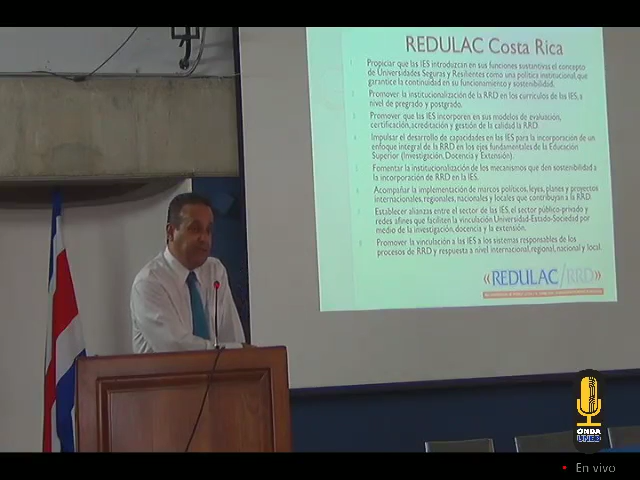 REDULAC Costa Rica
Propiciar que las IES introduzcan en sus funciones sustantivas el concepto
de Universidades Seguras y Resilientes como una política institucional, que
garantice la continuidad en su funcionamiento y sostenibilidad.
Promover la institucionalización de la RRD en los currículos de las IES, a
nivel de pregrado y postgrado.
Promover que las IES incorporen en sus modelos de evaluación,
certificación, acreditación y gestión de la calidad la RRD.
Impulsar el desarrollo de capacidades en las IES para la incorporación de un
enfoque integral de la RRD en los ejes fundamentales de la Educación
Superior (Investigación, Docencia y Extensión).
Fomentar la institucionalización de los mecanismos que den sostenibilidad a
la incorporación de RRD en la IES.
Acompañar la implementación de marcos políticos, leyes, planes y proyectos
internacionales, regionales, nacionales y locales que contribuyan a la RRD.
Establecer alianzas entre el sector de las IES, el sector público-privado y
redes afines que faciliten la vinculación Universidad-Estado-Sociedad por
medio de la investigación, docencia y la extensión.
Promover la vinculación a las IES a los sistemas responsables de los
procesos de RRD y respuesta a nivel internacional, regional, nacional y local.
«REDULAC/RRD»
ONDA
UNED
En vivo